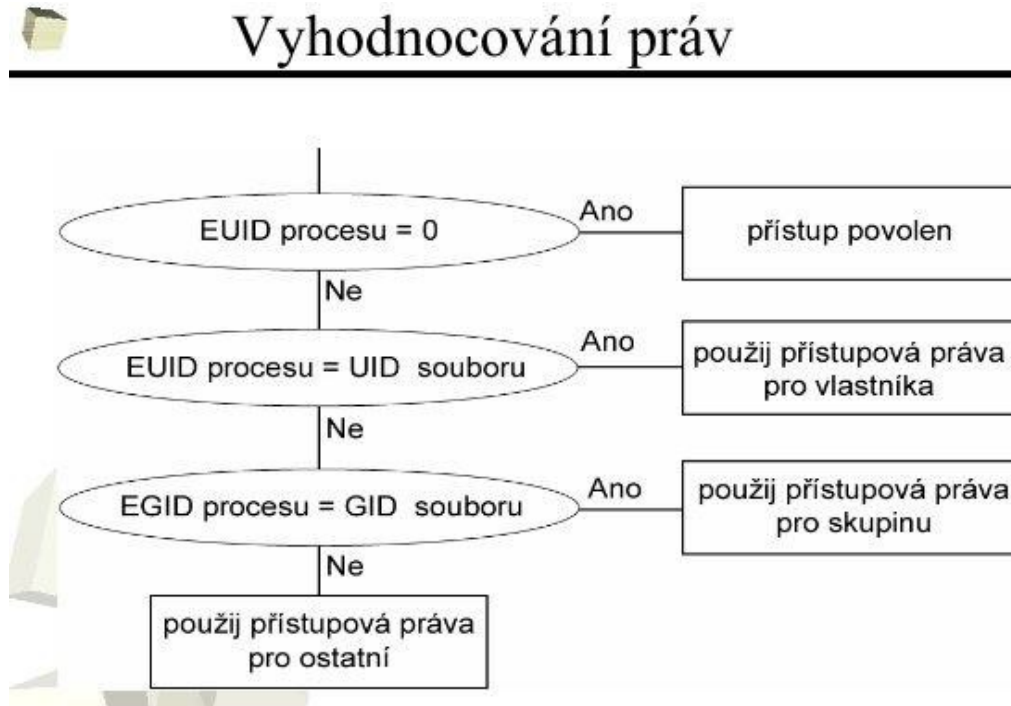 Vyhodnocování práv
EUID procesu = 0
Ano
přístup povolen
Ne
EUID procesu = UID souboru
Ano
použij přístupová práva
pro vlastníka
Ne
EGID procesu = GID souboru
Ano
použij přístupová práva
pro skupinu
Ne
použij přístupová práva
pro ostatní